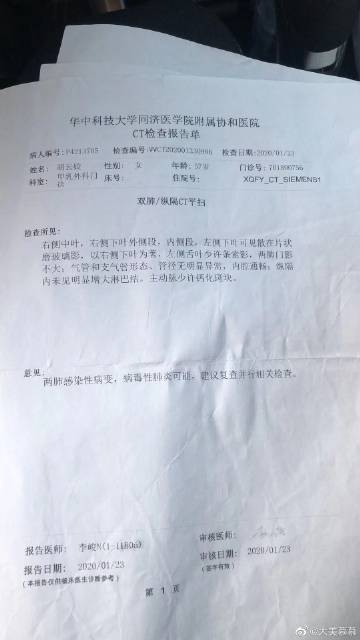 华中科技大学同济医学院附属协和医院
CT检查报告单
病人编号: 检查编号: 检查日期: 2020/01/23
姓名: 性别: 女 年龄: 57岁 门诊号:
科室: 甲乳外科门诊 床号: 住院号: XQFY_CT_SIEMENS1
双肺/纵隔CT平扫
检查所见:
右侧中叶, 右侧下叶外侧段, 内侧段, 左侧下叶可见散在片状
磨玻璃影, 以右侧下叶为著, 左侧舌叶少许条索影, 两肺门影
不大; 气管和支气管形态、管径无明显异常, 内腔通畅; 纵隔
内未见明显增大淋巴结。主动脉少许钙化斑块。
意见:
两肺感染性病变, 病毒性肺炎可能, 建议复查并行相关检查。
报告医师: 李峻 审核医师:
报告日期: 2020/01/23 审核日期: 2020/01/23
(本报告仅供临床医生诊断参考) (签字有效)
第 1 页
@大美慕慕